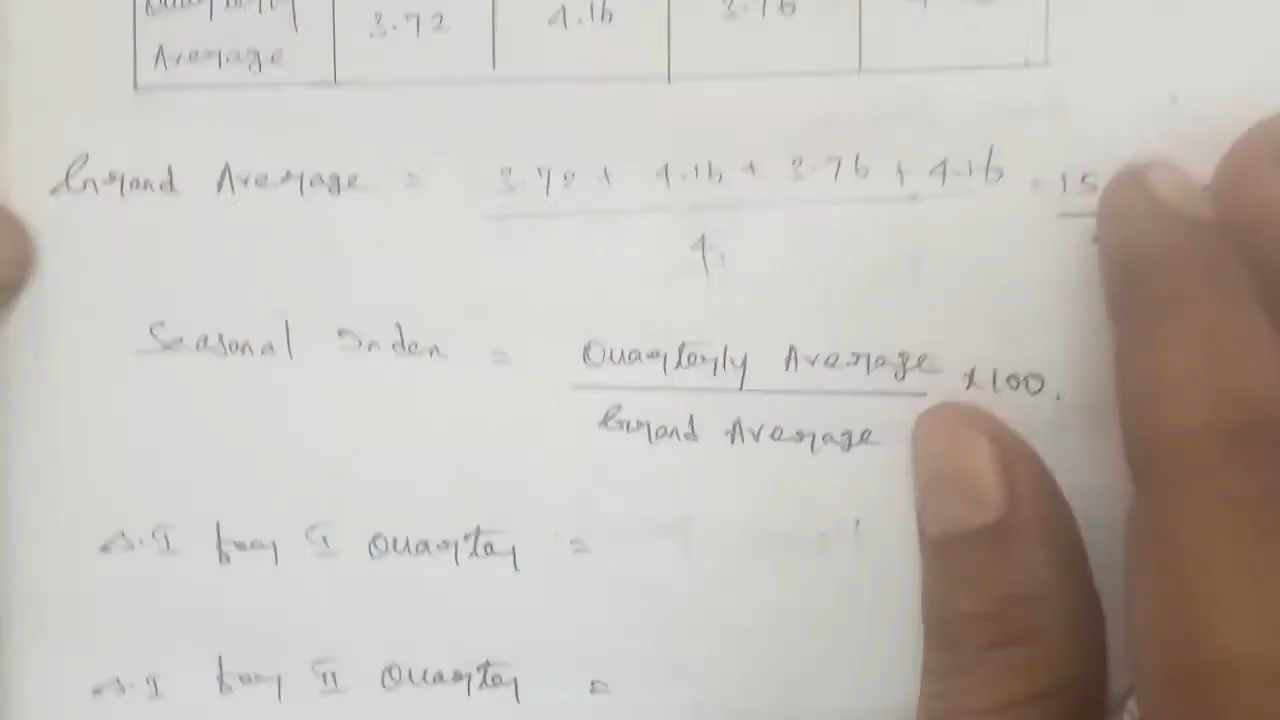 3.72 4.16 3.76
Average
Grand Average = 3.72 + 4.16 + 3.76 + 4.16 = 15
4
Seasonal Index = Quarterly Average × 100.
Grand Average
S.I for I Quarter =
S.I for II Quarter =